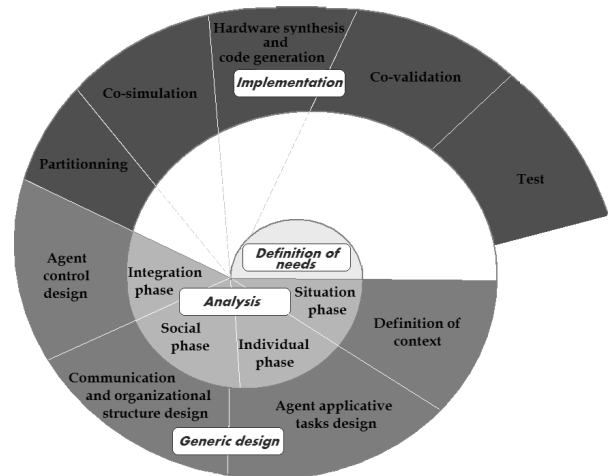 Hardware synthesis
and
code generation
Implementation
Co-validation
Co-simulation
Partitionning
Test
Definition of
needs
Agent
control
design
Integration
phase
Analysis
Situation
phase
Social
phase
Individual
phase
Definition of
context
Communication
and organizational
structure design
Agent applicative
tasks design
Generic design